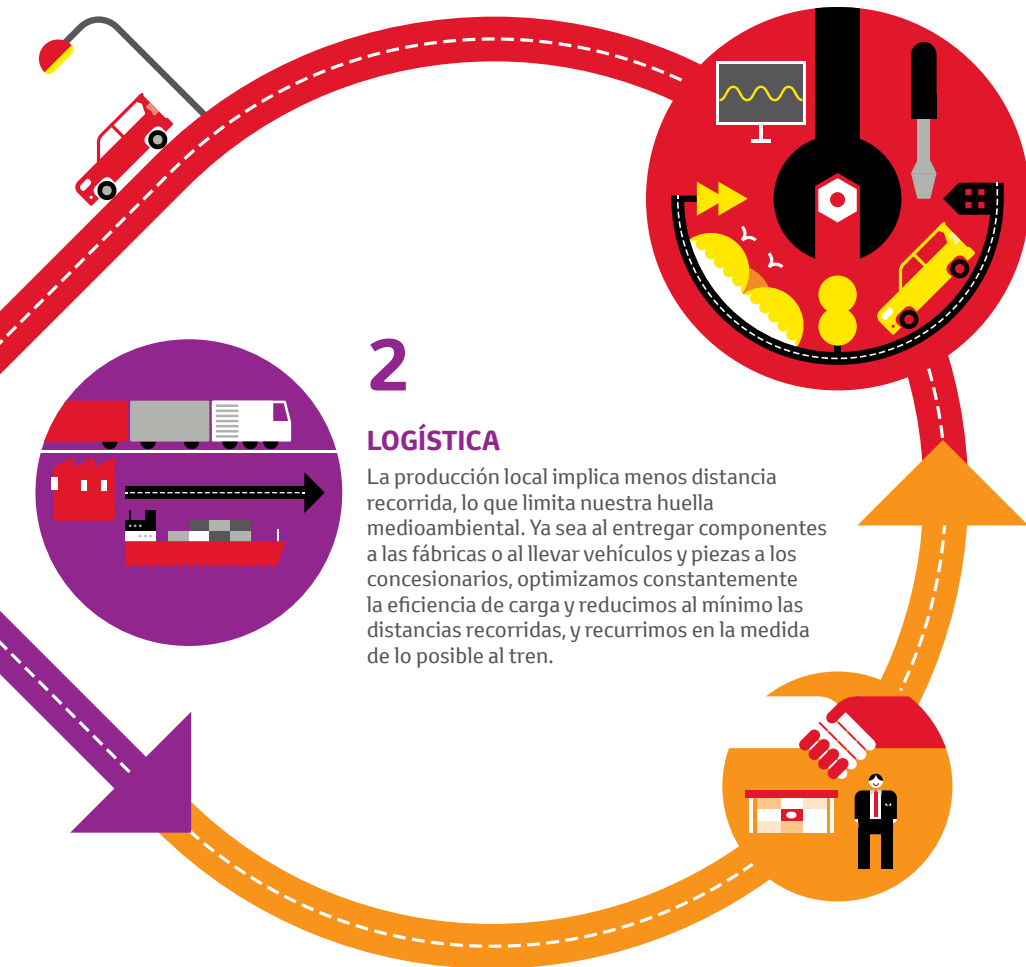 2
LOGÍSTICA
La producción local implica menos distancia
recorrida, lo que limita nuestra huella
medioambiental. Ya sea al entregar componentes
a las fábricas o al llevar vehículos y piezas a los
concesionarios, optimizamos constantemente
la eficiencia de carga y reducimos al mínimo las
distancias recorridas, y recurrimos en la medida
de lo posible al tren.